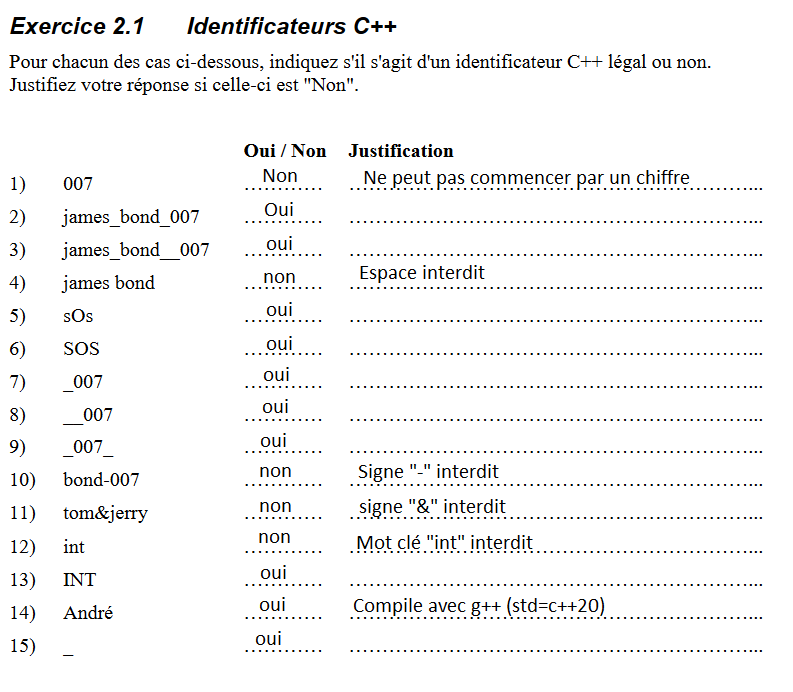 Exercice 2.1 Identificateurs C++
Pour chacun des cas ci-dessous, indiquez s'il s'agit d'un identificateur C++ légal ou non.
Justifiez votre réponse si celle-ci est "Non".
Oui / Non Justification
1) 007 Non Ne peut pas commencer par un chiffre
2) james_bond_007 Oui
3) james_bond__007 oui
4) james bond non Espace interdit
5) sOs oui
6) SOS oui
7) _007 oui
8) __007 oui
9) _007_ oui
10) bond-007 non Signe "-" interdit
11) tom&jerry non signe "&" interdit
12) int non Mot clé "int" interdit
13) INT oui
14) André oui Compile avec g++ (std=c++20)
15) _ oui